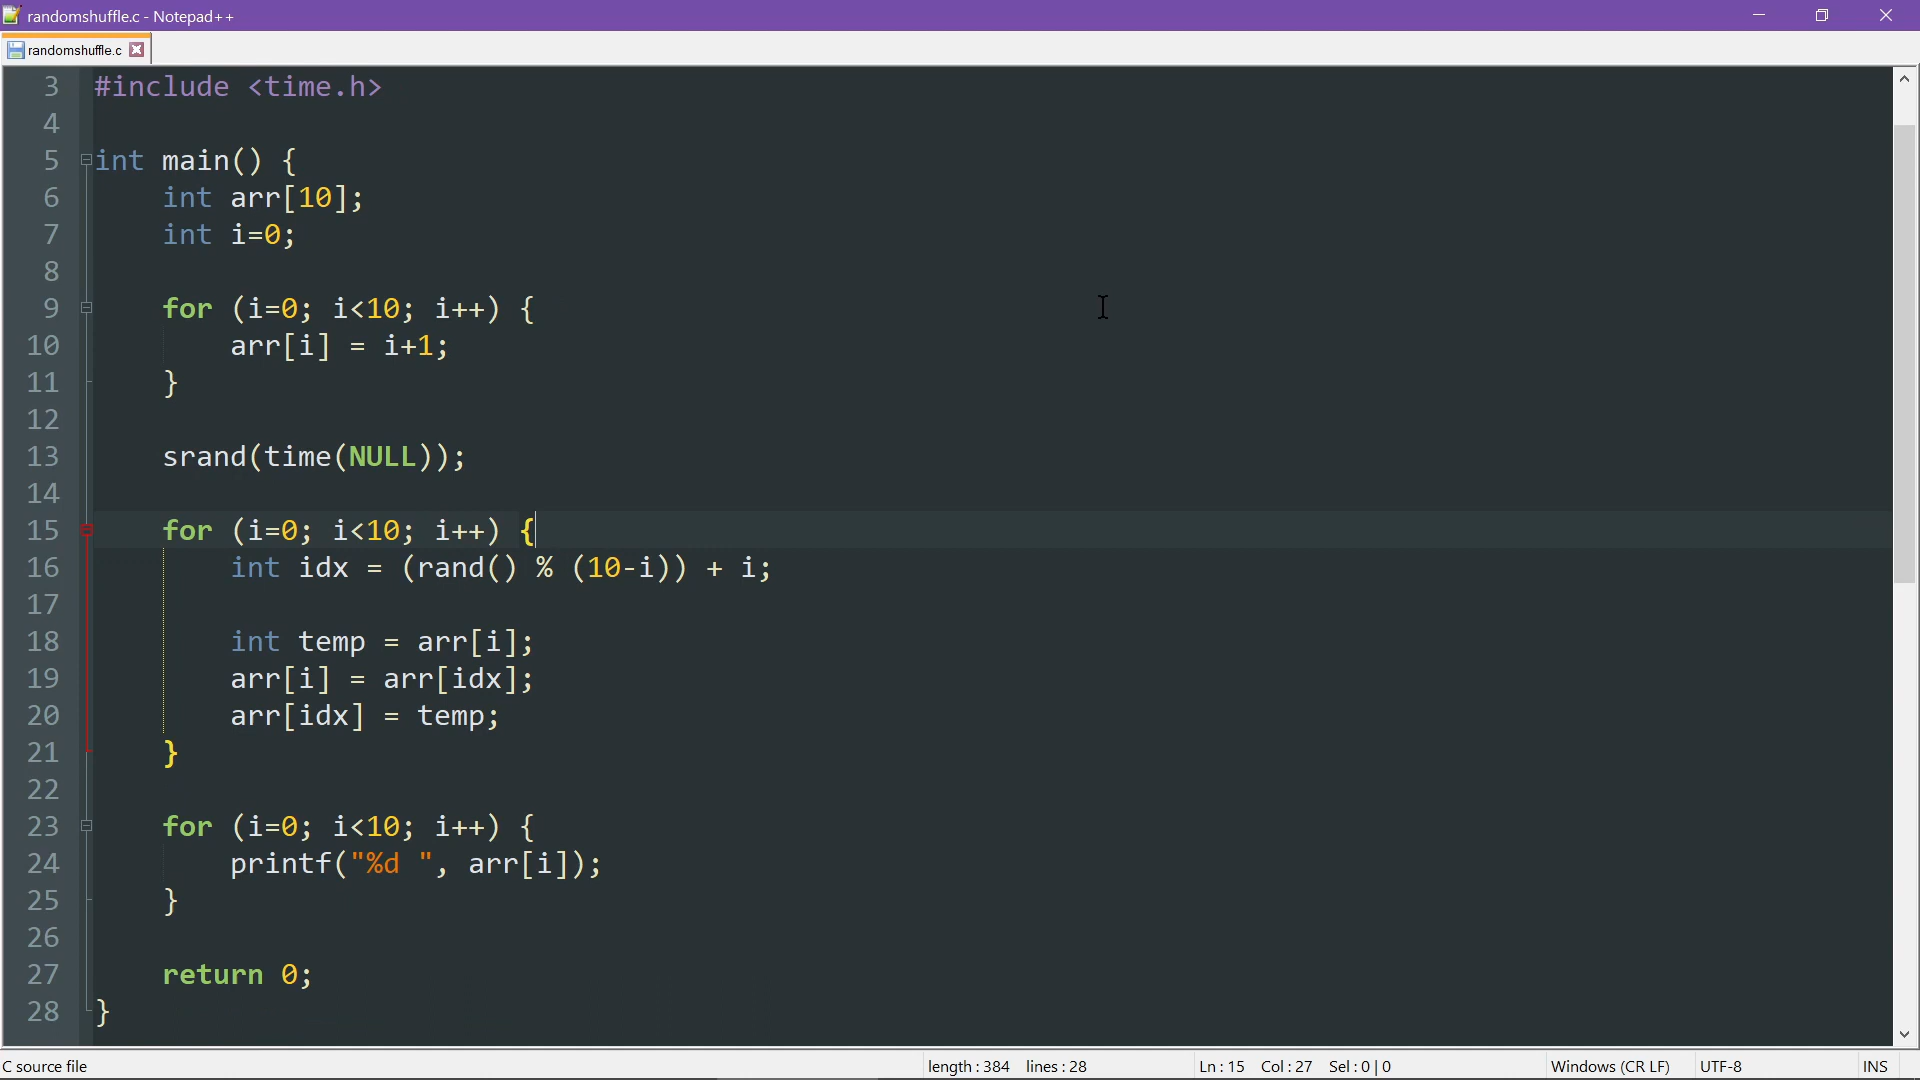 randomshuffle.c - Notepad++
randomshuffle.c
3 #include <time.h>
4
5 int main() {
6     int arr[10];
7     int i=0;
8
9     for (i=0; i<10; i++) {
10         arr[i] = i+1;
11     }
12
13     srand(time(NULL));
14
15     for (i=0; i<10; i++) {
16         int idx = (rand() % (10-i)) + i;
17
18         int temp = arr[i];
19         arr[i] = arr[idx];
20         arr[idx] = temp;
21     }
22
23     for (i=0; i<10; i++) {
24         printf("%d ", arr[i]);
25     }
26
27     return 0;
28 }
C source file length : 384 lines : 28 Ln : 15 Col : 27 Sel : 0 | 0 Windows (CR LF) UTF-8 INS